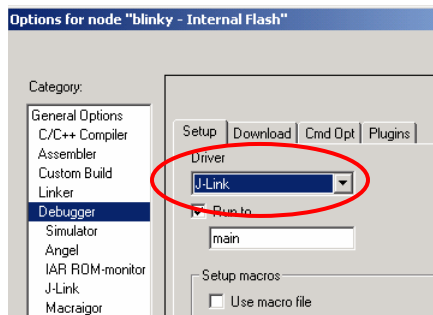 Options for node "blinky - Internal Flash"
Category:
General Options
C/C++ Compiler
Assembler
Custom Build
Linker
Debugger
Simulator
Angel
IAR ROM-monitor
J-Link
Macraigor
Setup Download Cmd Opt Plugins
Driver
J-Link
Run to
main
Setup macros
Use macro file